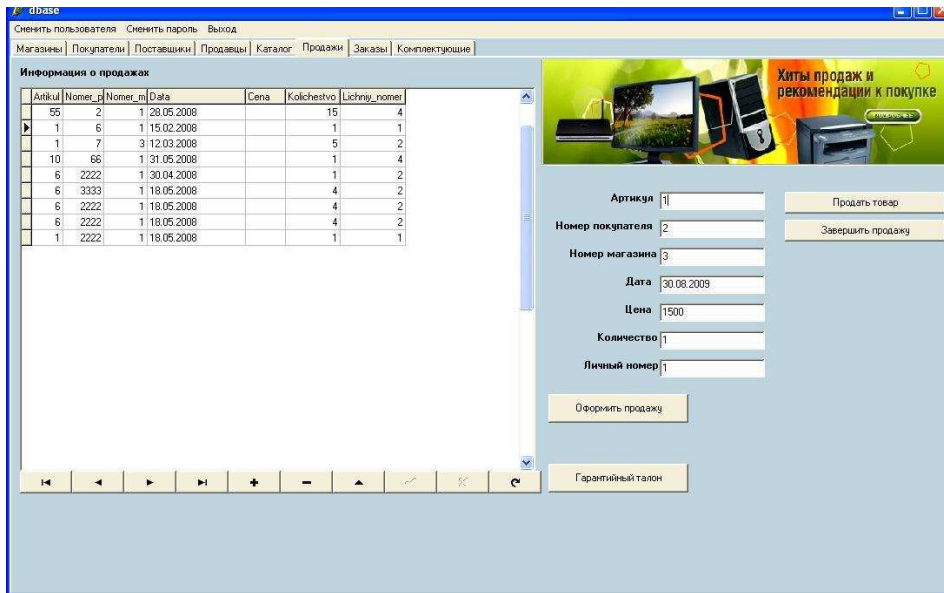 dbase
Сменить пользователя Сменить пароль Выход
Магазины Покупатели Поставщики Продавцы Каталог Продажи Заказы Комплектующие
Информация о продажах
Artikul Nomer_p Nomer_m Data Cena Kolichestvo Lichniy_nomer
55 2 1 28.05.2008 15 4
1 6 1 15.02.2008 1 1
1 7 3 12.03.2008 5 2
10 66 1 31.05.2008 1 4
6 2222 1 30.04.2008 1 2
6 3333 1 18.05.2008 4 2
6 2222 1 18.05.2008 4 2
6 2222 1 18.05.2008 4 2
1 2222 1 18.05.2008 1 1
Хиты продаж и
рекомендации к покупке
ПОДРОБНЕЕ
Артикул 1
Продать товар
Номер покупателя 2
Завершить продажу
Номер магазина 3
Дата 30.08.2009
Цена 1500
Количество 1
Личный номер 1
Оформить продажу
Гарантийный талон